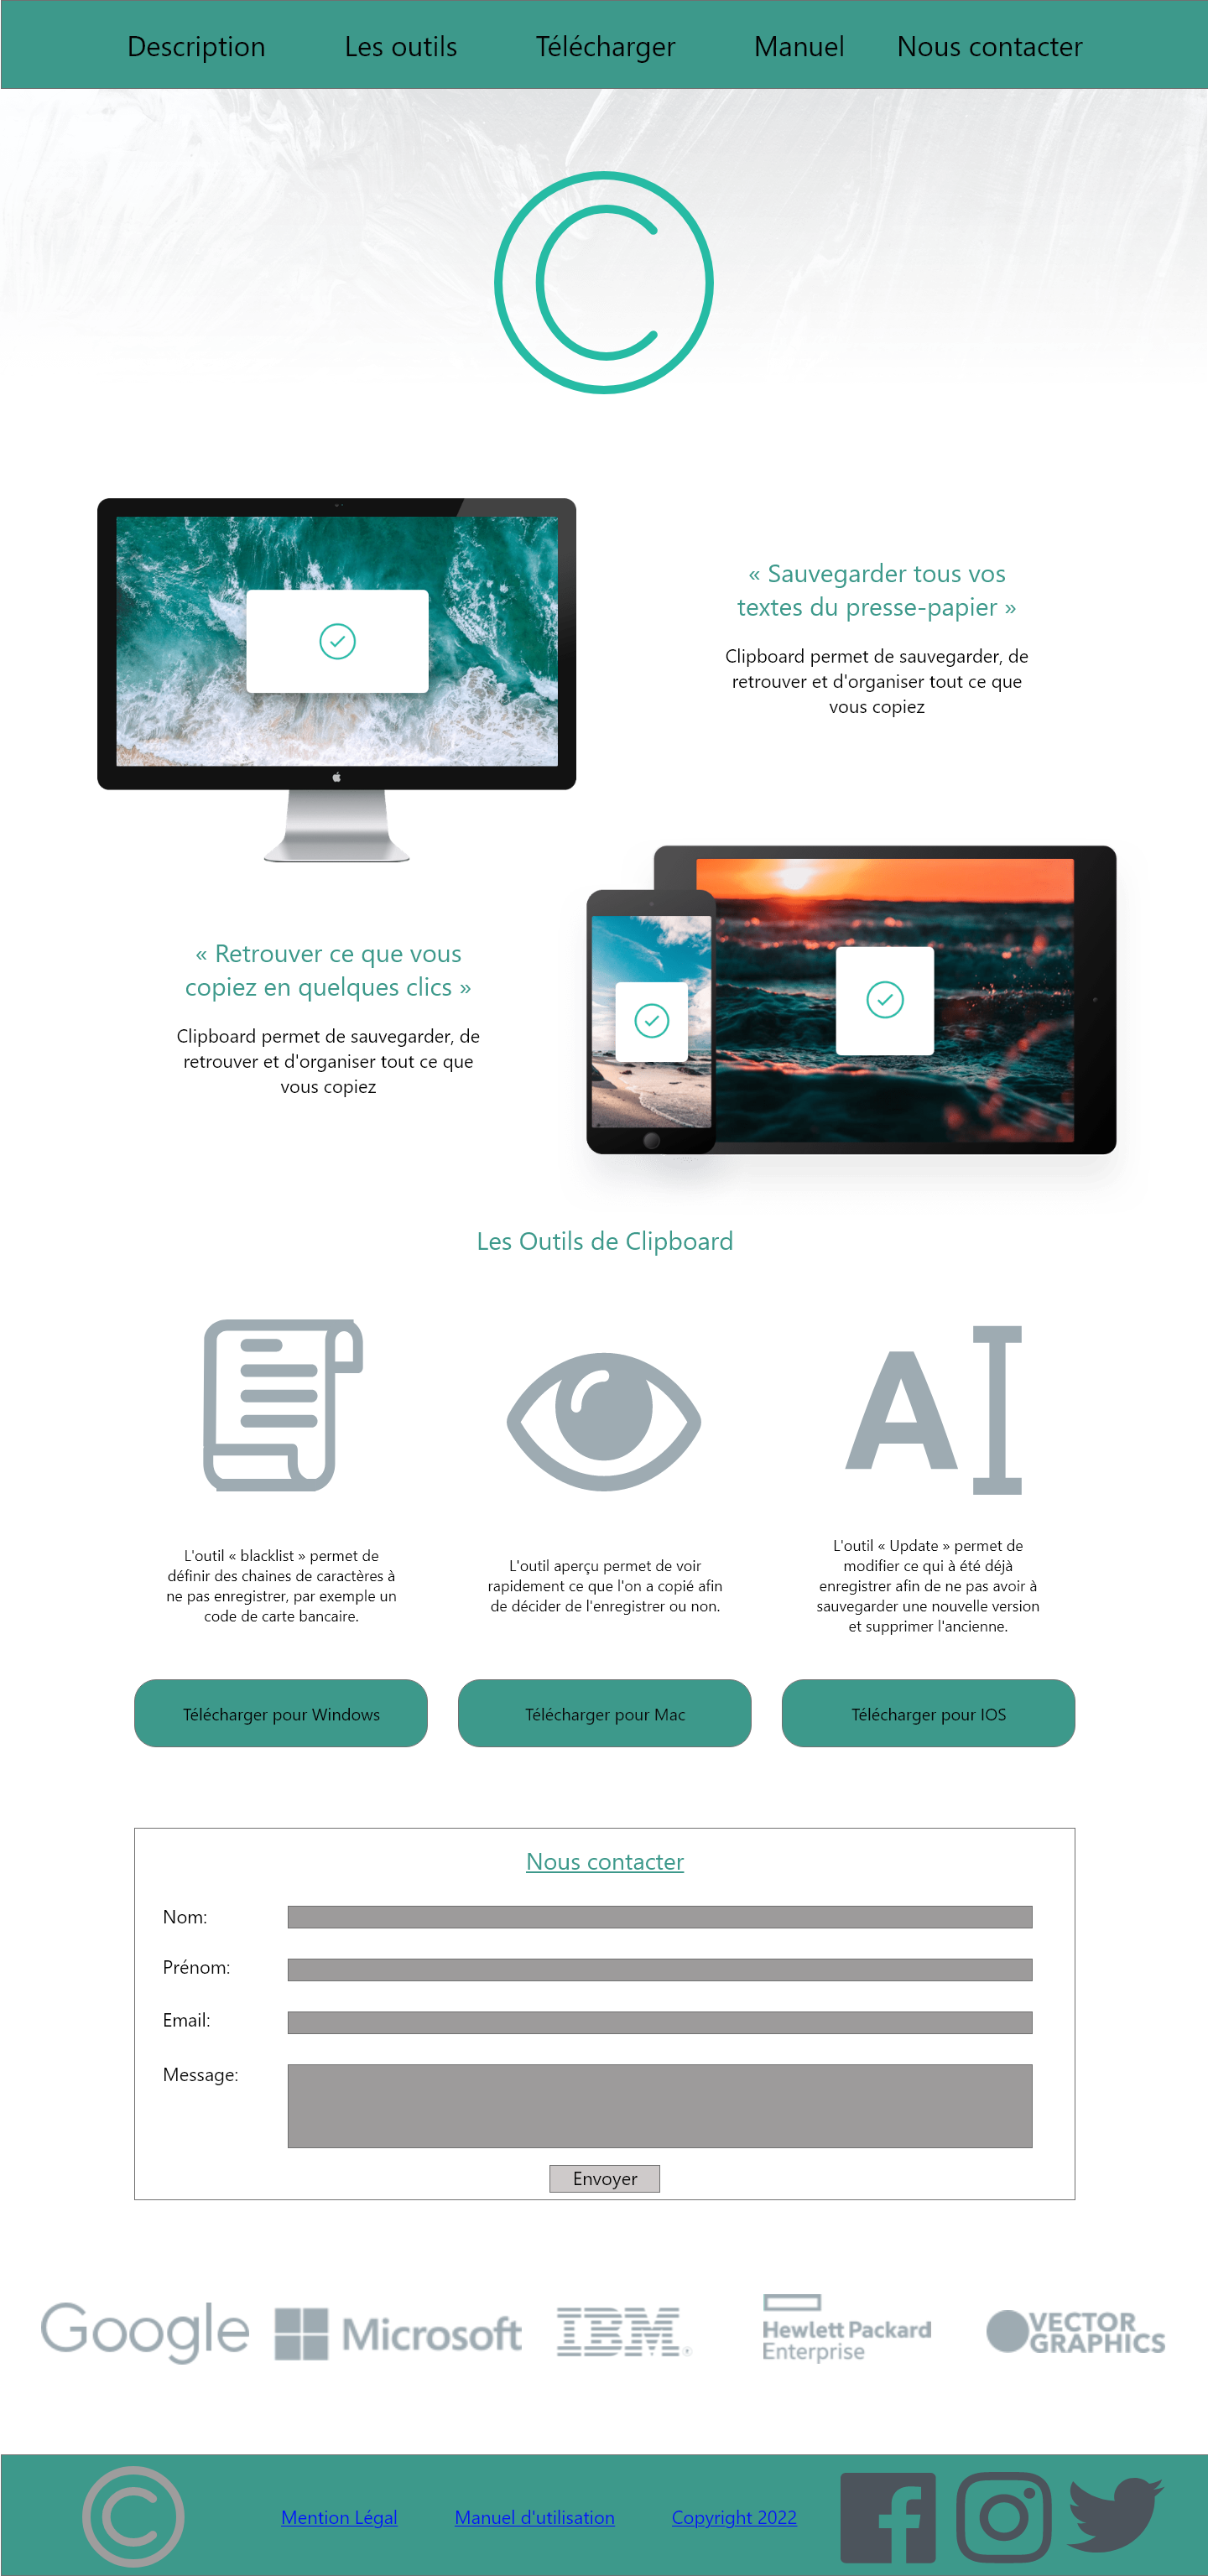 Description Les outils Télécharger Manuel Nous contacter
C
« Sauvegarder tous vos
textes du presse-papier »
Clipboard permet de sauvegarder, de
retrouver et d'organiser tout ce que
vous copiez
« Retrouver ce que vous
copiez en quelques clics »
Clipboard permet de sauvegarder, de
retrouver et d'organiser tout ce que
vous copiez
Les Outils de Clipboard
A
L'outil « blacklist » permet de
définir des chaines de caractères à
ne pas enregistrer, par exemple un
code de carte bancaire.
L'outil aperçu permet de voir
rapidement ce que l'on a copié afin
de décider de l'enregistrer ou non.
L'outil « Update » permet de
modifier ce qui à été déjà
enregistrer afin de ne pas avoir à
sauvegarder une nouvelle version
et supprimer l'ancienne.
Télécharger pour Windows
Télécharger pour Mac
Télécharger pour IOS
Nous contacter
Nom:
Prénom:
Email:
Message:
Envoyer
Google
Microsoft
IBM
Hewlett Packard
Enterprise
VECTOR
GRAPHICS
C
Mention Légal Manuel d'utilisation Copyright 2022